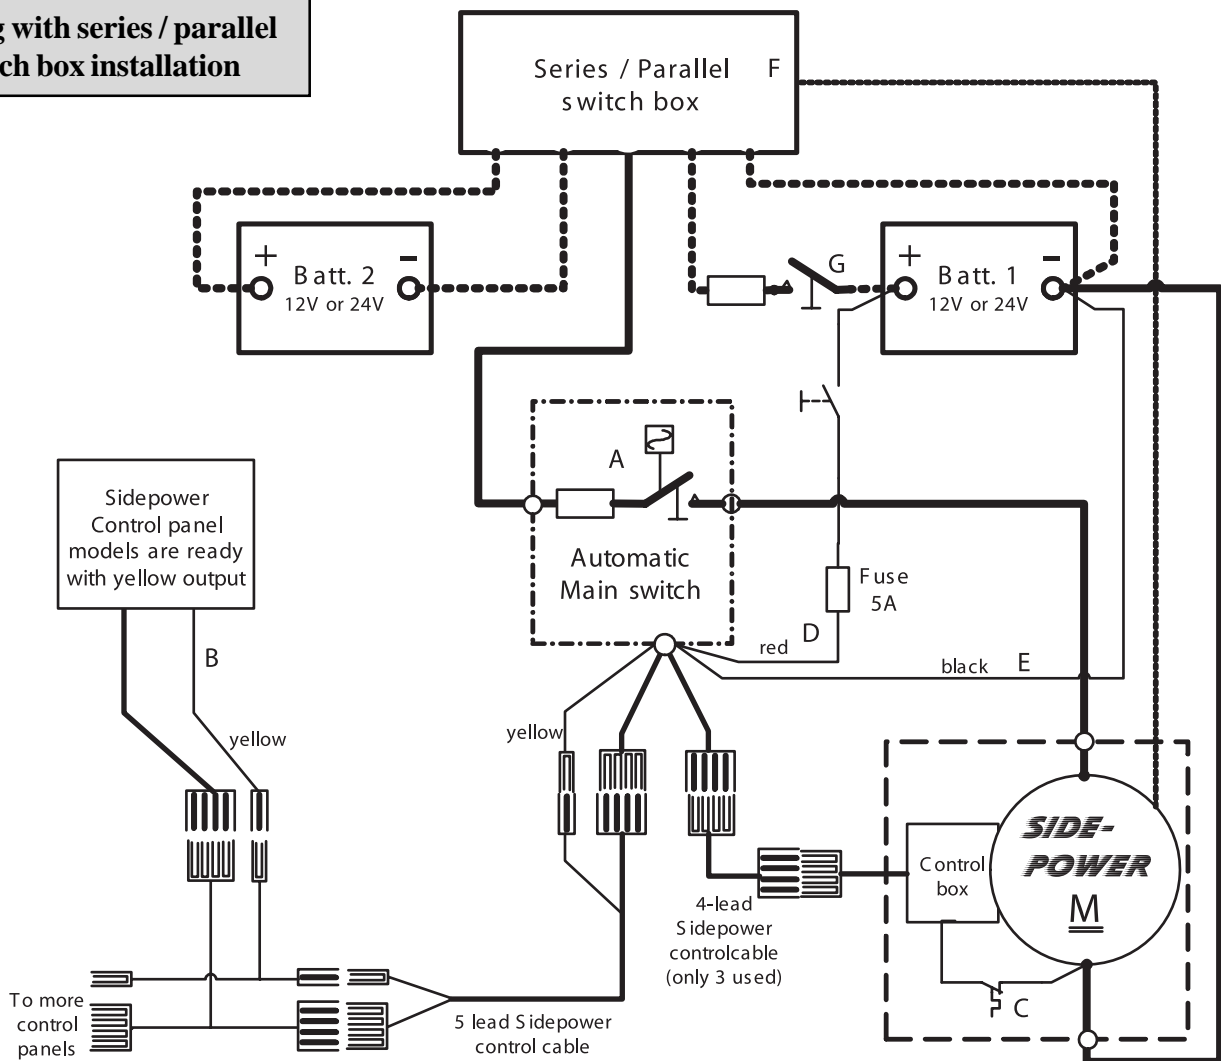 with series / parallel
box installation
Series / Parallel F
switch box
+ -
Batt. 2
12V or 24V
G
+ -
Batt. 1
12V or 24V
A
Automatic
Main switch
Sidepower
Control panel
models are ready
with yellow output
B
yellow
Fuse
5A
red D
black E
yellow
SIDE-
POWER
M
Control
box
C
4-lead
Sidepower
controlcable
(only 3 used)
To more
control
panels
5 lead Sidepower
control cable